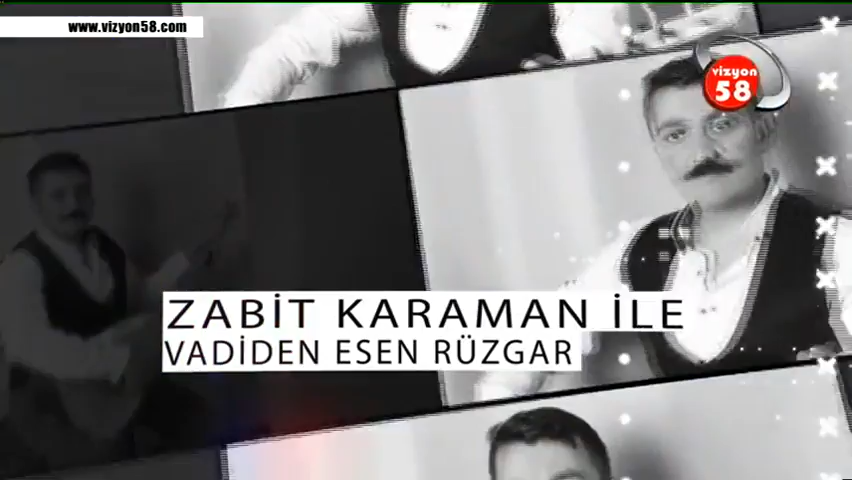 www.vizyon58.com
vizyon
58
ZABİT KARAMAN İLE
VADİDEN ESEN RÜZGAR